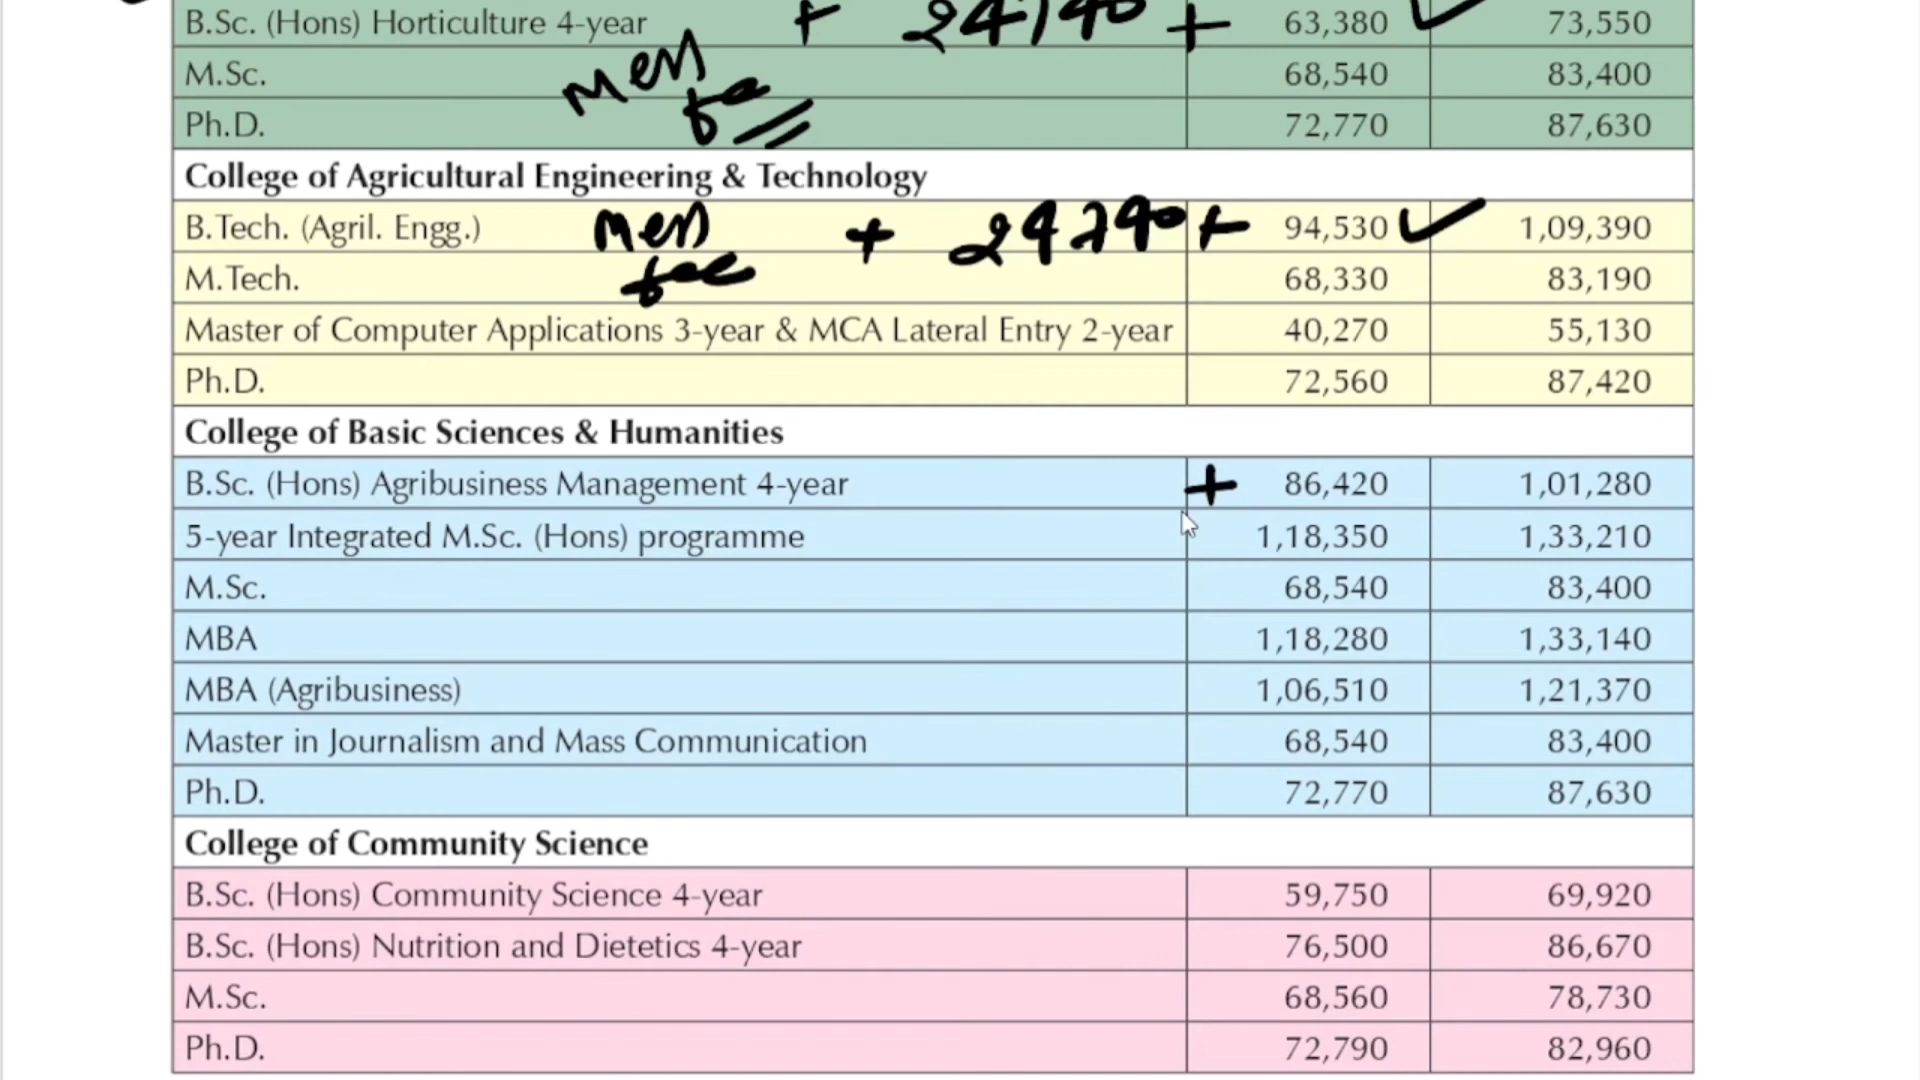 B.Sc. (Hons) Horticulture 4-year + 24740 + 63,380 73,550
M.Sc. 68,540 83,400
Mess
Ph.D. 72,770 87,630
College of Agricultural Engineering & Technology
B.Tech. (Agril. Engg.) + 24740 + 94,530 1,09,390
fee
M.Tech. 68,330 83,190
Master of Computer Applications 3-year & MCA Lateral Entry 2-year 40,270 55,130
Ph.D. 72,560 87,420
College of Basic Sciences & Humanities
B.Sc. (Hons) Agribusiness Management 4-year + 86,420 1,01,280
5-year Integrated M.Sc. (Hons) programme 1,18,350 1,33,210
M.Sc. 68,540 83,400
MBA 1,18,280 1,33,140
MBA (Agribusiness) 1,06,510 1,21,370
Master in Journalism and Mass Communication 68,540 83,400
Ph.D. 72,770 87,630
College of Community Science
B.Sc. (Hons) Community Science 4-year 59,750 69,920
B.Sc. (Hons) Nutrition and Dietetics 4-year 76,500 86,670
M.Sc. 68,560 78,730
Ph.D. 72,790 82,960